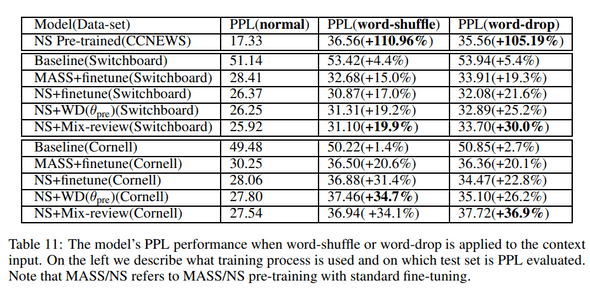 Model(Data-set) PPL(normal) PPL(word-shuffle) PPL(word-drop)
NS Pre-trained(CCNEWS) 17.33 36.56(+110.96%) 35.56(+105.19%)
Baseline(Switchboard) 51.14 53.42(+4.4%) 53.94(+5.4%)
MASS+finetune(Switchboard) 28.41 32.68(+15.0%) 33.91(+19.3%)
NS+finetune(Switchboard) 26.37 30.87(+17.0%) 32.08(+21.6%)
NS+WD(θpre)(Switchboard) 26.25 31.31(+19.2%) 32.89(+25.2%)
NS+Mix-review(Switchboard) 25.92 31.10(+19.9%) 33.70(+30.0%)
Baseline(Cornell) 49.48 50.22(+1.4%) 50.85(+2.7%)
MASS+finetune(Cornell) 30.25 36.50(+20.6%) 36.36(+20.1%)
NS+finetune(Cornell) 28.06 36.88(+31.4%) 34.47(+22.8%)
NS+WD(θpre)(Cornell) 27.80 37.46(+34.7%) 35.10(+26.2%)
NS+Mix-review(Cornell) 27.54 36.94( +34.1%) 37.72(+36.9%)
Table 11: The model's PPL performance when word-shuffle or word-drop is applied to the context
input. On the left we describe what training process is used and on which test set is PPL evaluated.
Note that MASS/NS refers to MASS/NS pre-training with standard fine-tuning.